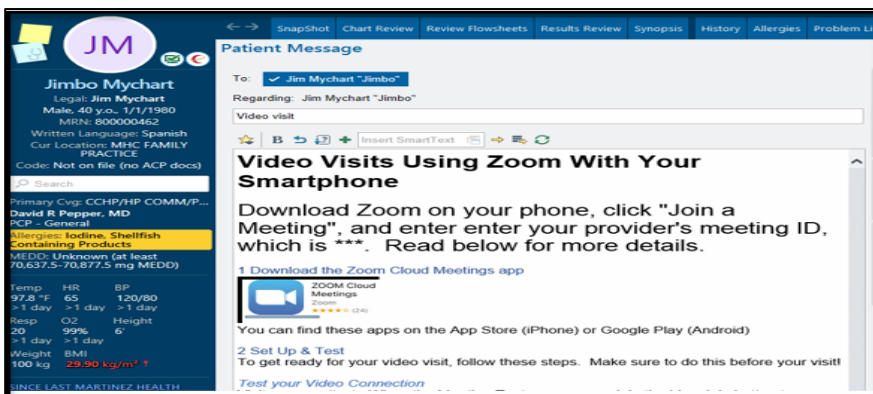 SnapShot Chart Review Review Flowsheets Results Review Synopsis History Allergies Problem Li
JM
Jimbo Mychart
Legal: Jim Mychart
Male, 40 y.o., 1/1/1980
MRN: 800000462
Written Language: Spanish
Cur Location: MHC FAMILY
PRACTICE
Code: Not on file (no ACP docs)
Search
Primary Cvg: CCHP/HP COMM/P...
David R Pepper, MD
PCP - General
Allergies: Iodine, Shellfish
Containing Products
MEDD: Unknown (at least
70,637.5-70,877.5 mg MEDD)
Temp HR BP
97.8 °F 65 120/80
>1 day >1 day >1 day
Resp O2 Height
20 99% 6'
>1 day >1 day
Weight BMI
100 kg 29.90 kg/m² ↑
SINCE LAST MARTINEZ HEALTH
Patient Message
To: Jim Mychart "Jimbo"
Regarding: Jim Mychart "Jimbo"
Video visit
B Insert SmartText
Video Visits Using Zoom With Your
Smartphone
Download Zoom on your phone, click "Join a
Meeting", and enter enter your provider's meeting ID,
which is ***. Read below for more details.
1 Download the Zoom Cloud Meetings app
ZOOM Cloud
Meetings
Zoom
★★★★★ (24)
You can find these apps on the App Store (iPhone) or Google Play (Android)
2 Set Up & Test
To get ready for your video visit, follow these steps. Make sure to do this before your visit!
Test your Video Connection